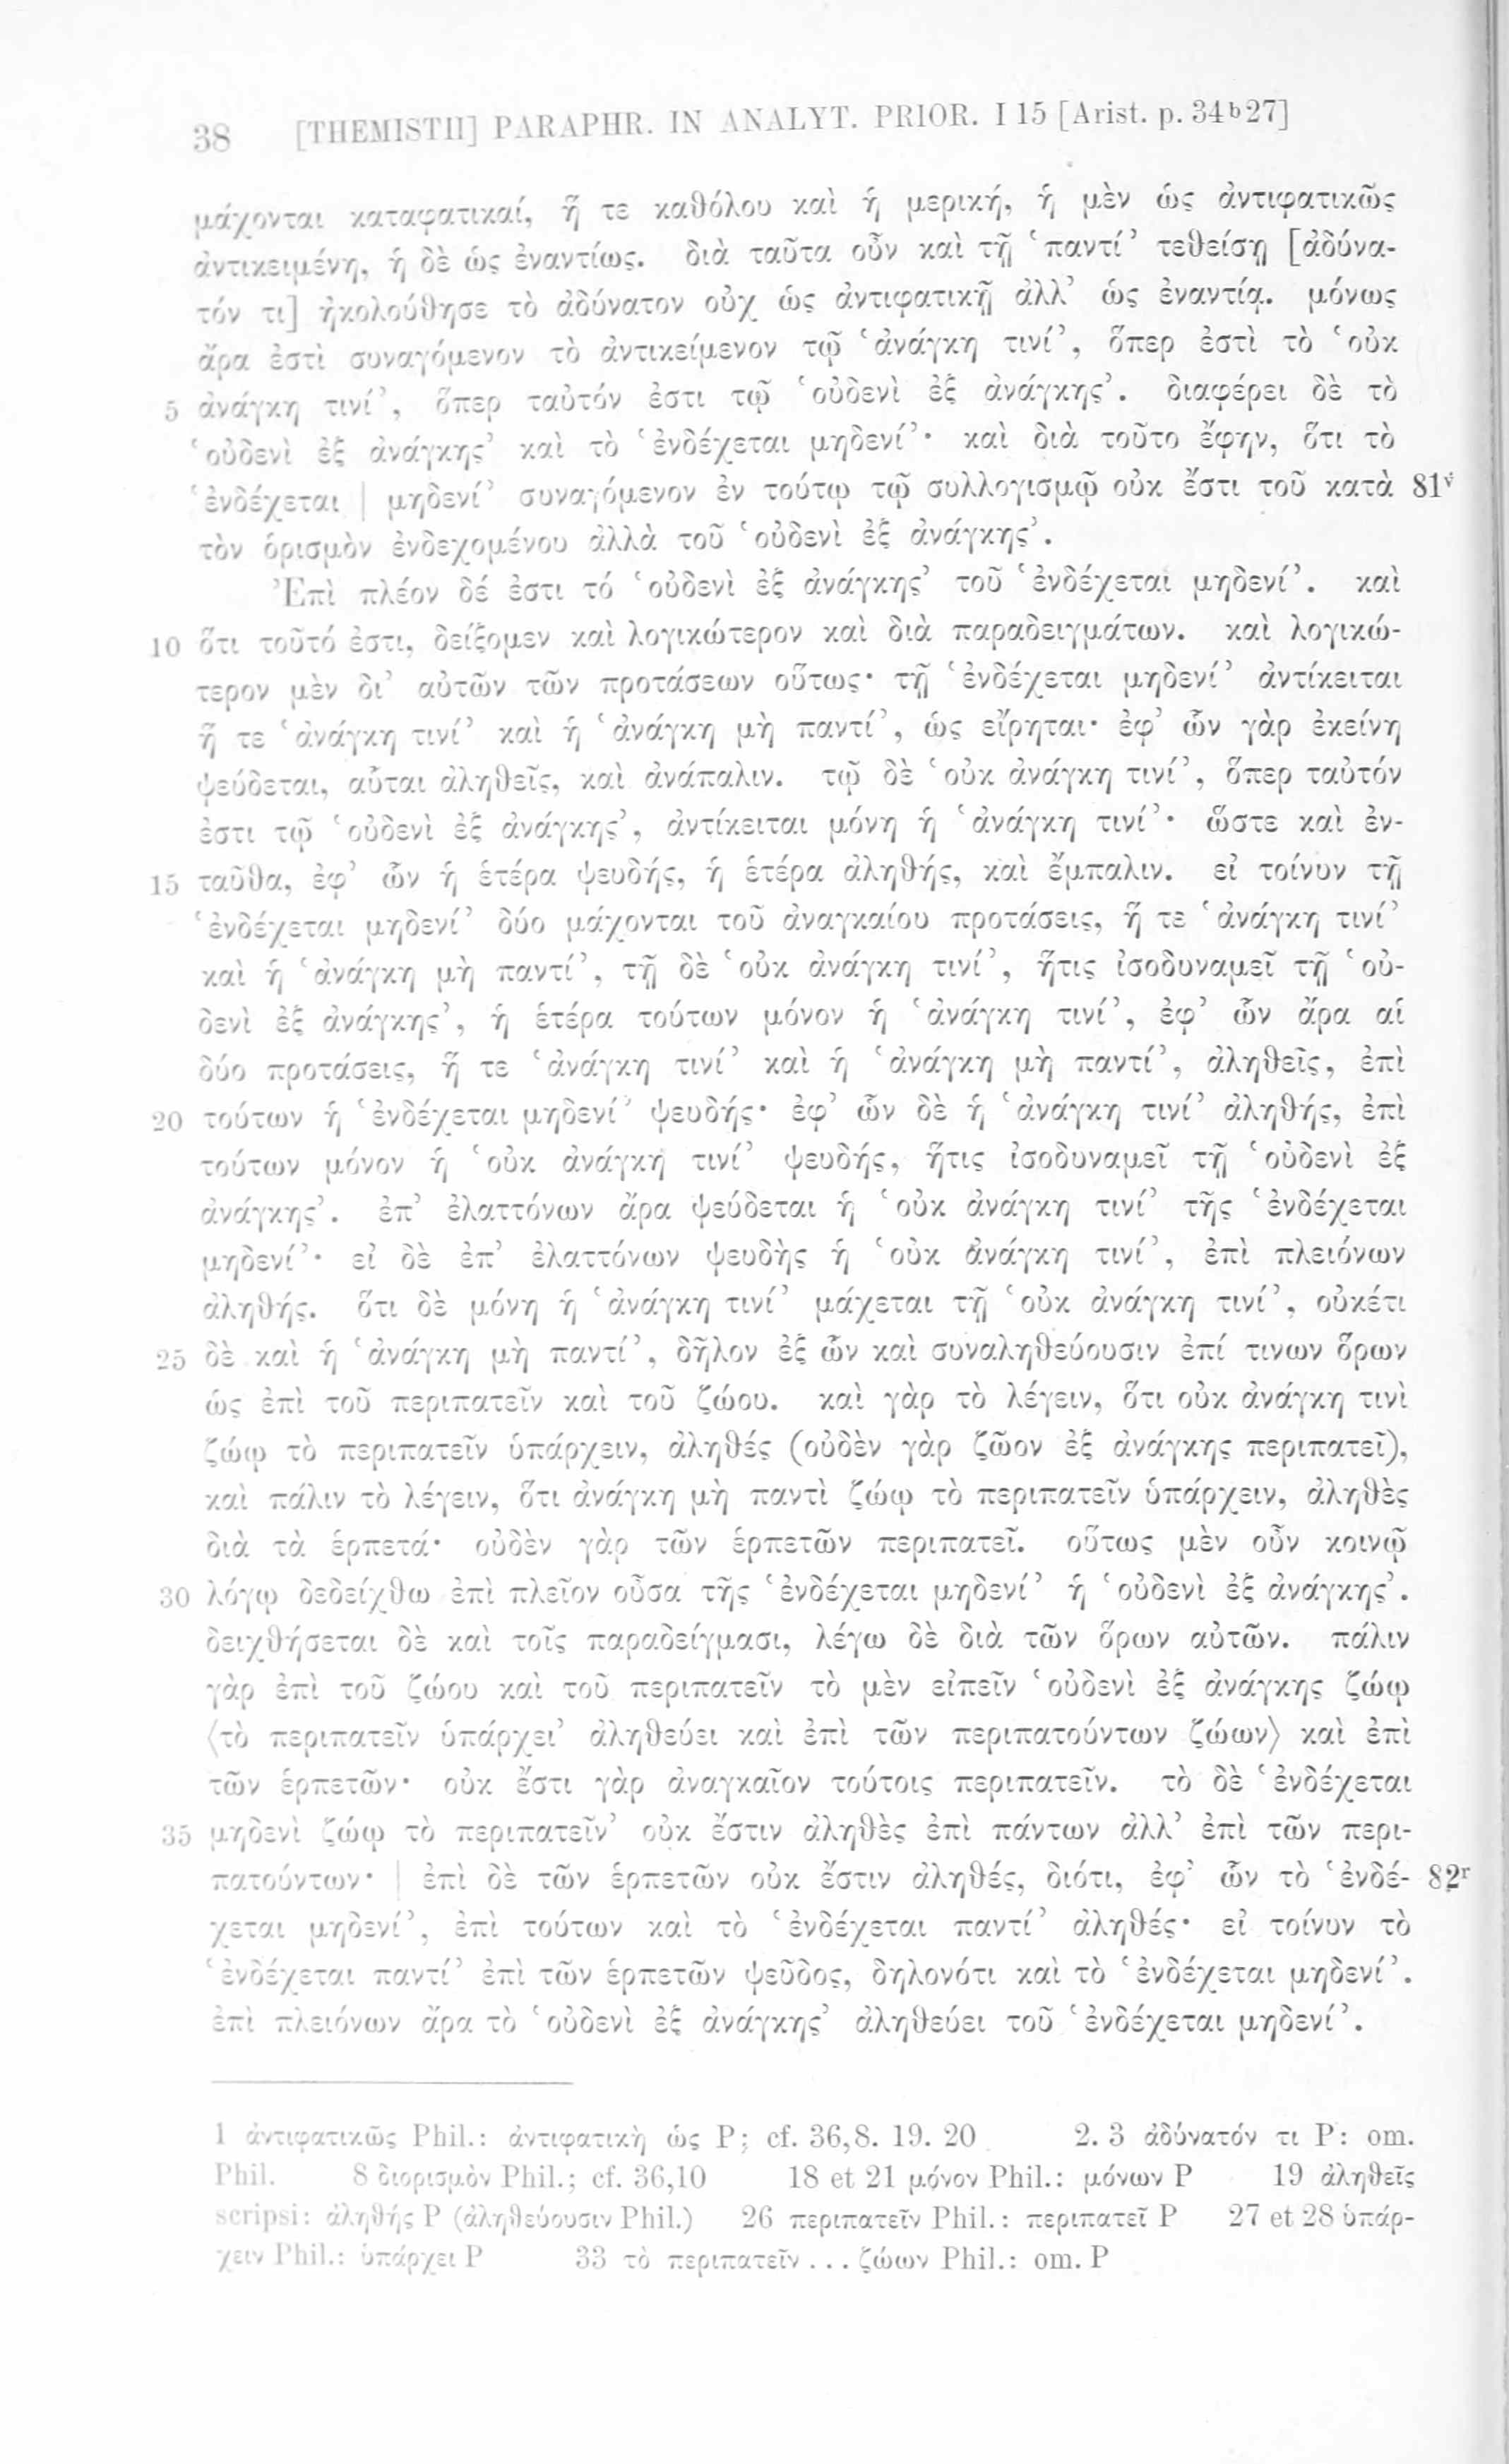 38 [THEMISTII] PARAPHR. IN ANALYT. PRIOR. I 15 [Arist. p. 34ᵇ27]
μάχονται καταφατικαί, ἥ τε καθόλου καὶ ἡ μερική, ἡ μὲν ὡς ἀντιφατικῶς
ἀντικειμένη, ἡ δὲ ὡς ἐναντίως. διὰ ταῦτα οὖν καὶ τῇ ‘παντί’ τεθείσῃ [ἀδύνα-
τόν τι] ἠκολούθησε τὸ ἀδύνατον οὐχ ὡς ἀντιφατικῇ ἀλλ’ ὡς ἐναντίᾳ. μόνως
ἄρα ἐστὶ συναγόμενον τὸ ἀντικείμενον τῷ ‘ἀνάγκη τινί’, ὅπερ ἐστὶ τὸ ‘οὐκ
5 ἀνάγκη τινί’, ὅπερ ταὐτόν ἐστι τῷ ‘οὐδενὶ ἐξ ἀνάγκης’. διαφέρει δὲ τὸ
‘οὐδενὶ ἐξ ἀνάγκης’ καὶ τὸ ‘ἐνδέχεται μηδενί’· καὶ διὰ τοῦτο ἔφην, ὅτι τὸ
‘ἐνδέχεται | μηδενί’ συναγόμενον ἐν τούτῳ τῷ συλλογισμῷ οὐκ ἔστι τοῦ κατὰ 81ᵛ
τὸν ὁρισμὸν ἐνδεχομένου ἀλλὰ τοῦ ‘οὐδενὶ ἐξ ἀνάγκης’.
Ἐπὶ πλέον δέ ἐστι τό ‘οὐδενὶ ἐξ ἀνάγκης’ τοῦ ‘ἐνδέχεται μηδενί’. καὶ
10 ὅτι τοῦτό ἐστι, δείξομεν καὶ λογικώτερον καὶ διὰ παραδειγμάτων. καὶ λογικώ-
τερον μὲν δι’ αὐτῶν τῶν προτάσεων οὕτως· τῇ ‘ἐνδέχεται μηδενί’ ἀντίκειται
ἥ τε ‘ἀνάγκη τινί’ καὶ ἡ ‘ἀνάγκη μὴ παντί’, ὡς εἴρηται· ἐφ’ ὧν γὰρ ἐκείνη
ψεύδεται, αὗται ἀληθεῖς, καὶ ἀνάπαλιν. τῷ δὲ ‘οὐκ ἀνάγκη τινί’, ὅπερ ταὐτόν
ἐστι τῷ ‘οὐδενὶ ἐξ ἀνάγκης’, ἀντίκειται μόνη ἡ ‘ἀνάγκη τινί’· ὥστε καὶ ἐν-
15 ταῦθα, ἐφ’ ὧν ἡ ἑτέρα ψευδής, ἡ ἑτέρα ἀληθής, καὶ ἔμπαλιν. εἰ τοίνυν τῇ
‘ἐνδέχεται μηδενί’ δύο μάχονται τοῦ ἀναγκαίου προτάσεις, ἥ τε ‘ἀνάγκη τινί’
καὶ ἡ ‘ἀνάγκη μὴ παντί’, τῇ δὲ ‘οὐκ ἀνάγκη τινί’, ἥτις ἰσοδυναμεῖ τῇ ‘οὐ-
δενὶ ἐξ ἀνάγκης’, ἡ ἑτέρα τούτων μόνον ἡ ‘ἀνάγκη τινί’, ἐφ’ ὧν ἄρα αἱ
δύο προτάσεις, ἥ τε ‘ἀνάγκη τινί’ καὶ ἡ ‘ἀνάγκη μὴ παντί’, ἀληθεῖς, ἐπὶ
20 τούτων ἡ ‘ἐνδέχεται μηδενί’ ψευδής· ἐφ’ ὧν δὲ ἡ ‘ἀνάγκη τινί’ ἀληθής, ἐπὶ
τούτων μόνον ἡ ‘οὐκ ἀνάγκη τινί’ ψευδής, ἥτις ἰσοδυναμεῖ τῇ ‘οὐδενὶ ἐξ
ἀνάγκης’. ἐπ’ ἐλαττόνων ἄρα ψεύδεται ἡ ‘οὐκ ἀνάγκη τινί’ τῆς ‘ἐνδέχεται
μηδενί’· εἰ δὲ ἐπ’ ἐλαττόνων ψευδὴς ἡ ‘οὐκ ἀνάγκη τινί’, ἐπὶ πλειόνων
ἀληθής. ὅτι δὲ μόνη ἡ ‘ἀνάγκη τινί’ μάχεται τῇ ‘οὐκ ἀνάγκη τινί’, οὐκέτι
25 δὲ καὶ ἡ ‘ἀνάγκη μὴ παντί’, δῆλον ἐξ ὧν καὶ συναληθεύουσιν ἐπί τινων ὅρων
ὡς ἐπὶ τοῦ περιπατεῖν καὶ τοῦ ζώου. καὶ γὰρ τὸ λέγειν, ὅτι οὐκ ἀνάγκη τινὶ
ζώῳ τὸ περιπατεῖν ὑπάρχειν, ἀληθές (οὐδὲν γὰρ ζῶον ἐξ ἀνάγκης περιπατεῖ),
καὶ πάλιν τὸ λέγειν, ὅτι ἀνάγκη μὴ παντὶ ζώῳ τὸ περιπατεῖν ὑπάρχειν, ἀληθὲς
διὰ τὰ ἑρπετά· οὐδὲν γὰρ τῶν ἑρπετῶν περιπατεῖ. οὕτως μὲν οὖν κοινῷ
30 λόγῳ δεδείχθω ἐπὶ πλεῖον οὖσα τῆς ‘ἐνδέχεται μηδενί’ ἡ ‘οὐδενὶ ἐξ ἀνάγκης’.
δειχθήσεται δὲ καὶ τοῖς παραδείγμασι, λέγω δὲ διὰ τῶν ὅρων αὐτῶν. πάλιν
γὰρ ἐπὶ τοῦ ζώου καὶ τοῦ περιπατεῖν τὸ μὲν εἰπεῖν ‘οὐδενὶ ἐξ ἀνάγκης ζώῳ
⟨τὸ περιπατεῖν ὑπάρχει’ ἀληθεύει καὶ ἐπὶ τῶν περιπατούντων ζώων⟩ καὶ ἐπὶ
τῶν ἑρπετῶν· οὐκ ἔστι γὰρ ἀναγκαῖον τούτοις περιπατεῖν. τὸ δὲ ‘ἐνδέχεται
35 μηδενὶ ζώῳ τὸ περιπατεῖν’ οὐκ ἔστιν ἀληθὲς ἐπὶ πάντων ἀλλ’ ἐπὶ τῶν περι-
πατούντων· | ἐπὶ δὲ τῶν ἑρπετῶν οὐκ ἔστιν ἀληθές, διότι, ἐφ’ ὧν τὸ ‘ἐνδέ- 82ʳ
χεται μηδενί’, ἐπὶ τούτων καὶ τὸ ‘ἐνδέχεται παντί’ ἀληθές· εἰ τοίνυν τὸ
‘ἐνδέχεται παντί’ ἐπὶ τῶν ἑρπετῶν ψεῦδος, δηλονότι καὶ τὸ ‘ἐνδέχεται μηδενί’.
ἐπὶ πλειόνων ἄρα τὸ ‘οὐδενὶ ἐξ ἀνάγκης’ ἀληθεύει τοῦ ‘ἐνδέχεται μηδενί’.
1 ἀντιφατικῶς Phil.: ἀντιφατικὴ ὡς P; cf. 36,8. 19. 20 2. 3 ἀδύνατόν τι P: om.
Phil. 8 διορισμὸν Phil.; cf. 36,10 18 et 21 μόνον Phil.: μόνων P 19 ἀληθεῖς
scripsi: ἀληθής P (ἀληθεύουσιν Phil.) 26 περιπατεῖν Phil.: περιπατεῖ P 27 et 28 ὑπάρ-
χειν Phil.: ὑπάρχει P 33 τὸ περιπατεῖν ... ζώων Phil.: om. P